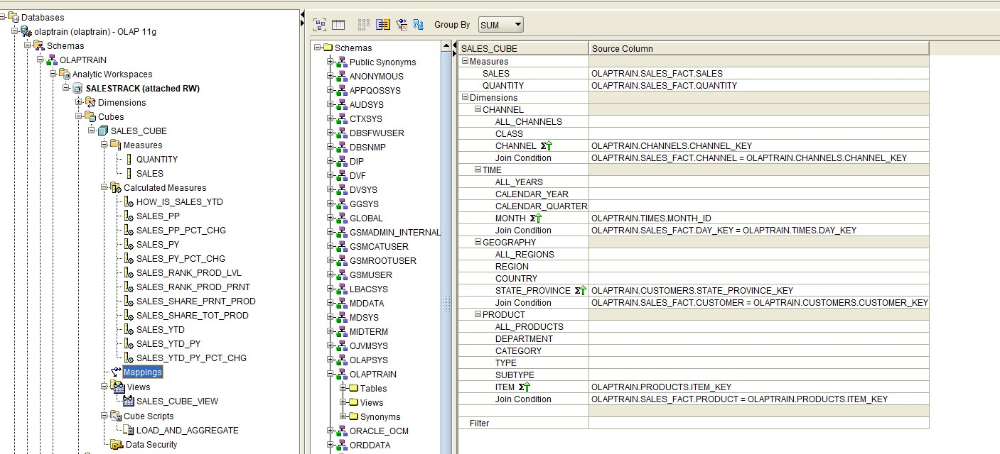 Databases
olaptrain (olaptrain) - OLAP 11g
Schemas
OLAPTRAIN
Analytic Workspaces
SALESTRACK (attached RW)
Dimensions
Cubes
SALES_CUBE
Measures
QUANTITY
SALES
Calculated Measures
HOW_IS_SALES_YTD
SALES_PP
SALES_PP_PCT_CHG
SALES_PY
SALES_PY_PCT_CHG
SALES_RANK_PROD_LVL
SALES_RANK_PROD_PRNT
SALES_SHARE_PRNT_PROD
SALES_SHARE_TOT_PROD
SALES_YTD
SALES_YTD_PY
SALES_YTD_PY_PCT_CHG
Mappings
Views
SALES_CUBE_VIEW
Cube Scripts
LOAD_AND_AGGREGATE
Data Security
Group By SUM
Schemas
Public Synonyms
ANONYMOUS
APPQOSSYS
AUDSYS
CTXSYS
DBSFWUSER
DBSNMP
DIP
DVF
DVSYS
GGSYS
GLOBAL
GSMADMIN_INTERNAL
GSMCATUSER
GSMROOTUSER
GSMUSER
LBACSYS
MDDATA
MDSYS
MIDTERM
OJVMSYS
OLAPSYS
OLAPTRAIN
Tables
Views
Synonyms
ORACLE_OCM
ORDDATA
SALES_CUBE Source Column
Measures
SALES OLAPTRAIN.SALES_FACT.SALES
QUANTITY OLAPTRAIN.SALES_FACT.QUANTITY
Dimensions
CHANNEL
ALL_CHANNELS
CLASS
CHANNEL Σ OLAPTRAIN.CHANNELS.CHANNEL_KEY
Join Condition OLAPTRAIN.SALES_FACT.CHANNEL = OLAPTRAIN.CHANNELS.CHANNEL_KEY
TIME
ALL_YEARS
CALENDAR_YEAR
CALENDAR_QUARTER
MONTH Σ OLAPTRAIN.TIMES.MONTH_ID
Join Condition OLAPTRAIN.SALES_FACT.DAY_KEY = OLAPTRAIN.TIMES.DAY_KEY
GEOGRAPHY
ALL_REGIONS
REGION
COUNTRY
STATE_PROVINCE Σ OLAPTRAIN.CUSTOMERS.STATE_PROVINCE_KEY
Join Condition OLAPTRAIN.SALES_FACT.CUSTOMER = OLAPTRAIN.CUSTOMERS.CUSTOMER_KEY
PRODUCT
ALL_PRODUCTS
DEPARTMENT
CATEGORY
TYPE
SUBTYPE
ITEM Σ OLAPTRAIN.PRODUCTS.ITEM_KEY
Join Condition OLAPTRAIN.SALES_FACT.PRODUCT = OLAPTRAIN.PRODUCTS.ITEM_KEY
Filter